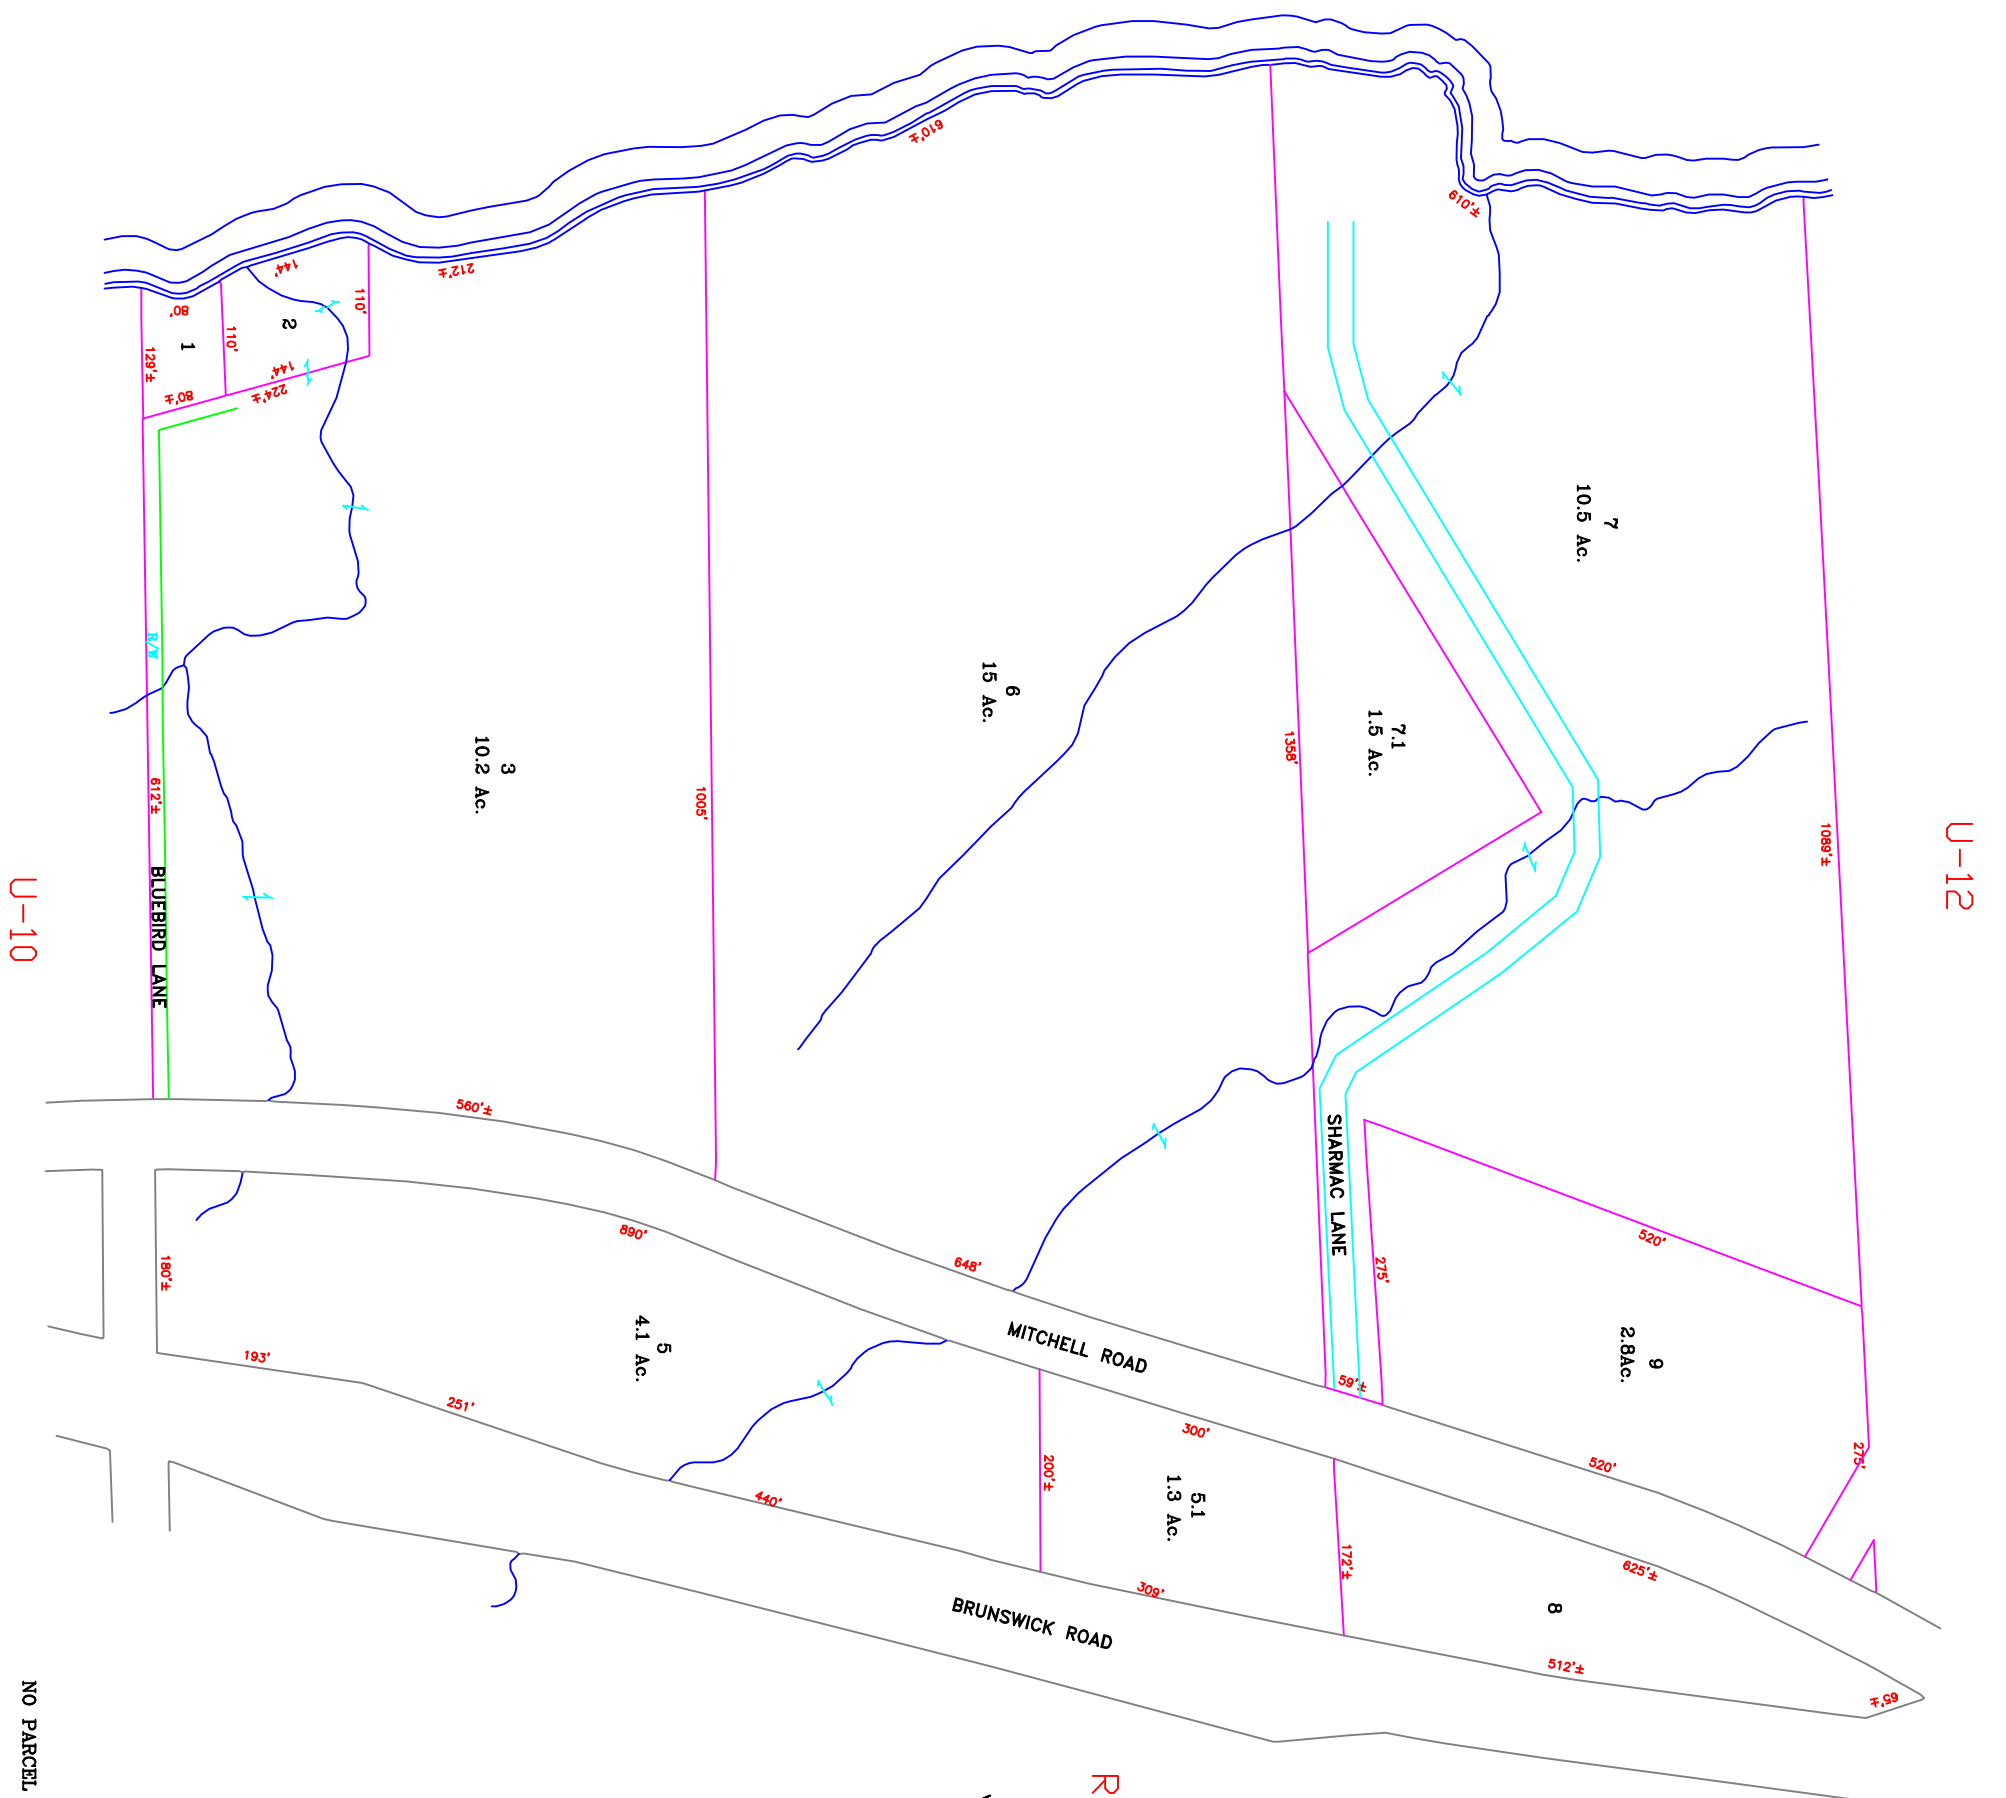 610'±
610'±
144'
212'±
110'
80'
110'
2
1
129'±
144'
224'±
80'±
7
10.5 Ac.
R/W
6
15 Ac.
7.1
1.5 Ac.
1358'
3
10.2 Ac.
612'±
1005'
1089'±
U-12
U-10
BLUEBIRD LANE
560'±
SHARMAC LANE
890'
648'
520'
275'
180'±
MITCHELL ROAD
5
4.1 Ac.
9
2.8Ac.
193'
59'±
251'
300'
275'
520'
200'±
5.1
1.3 Ac.
440'
172'±
625'±
309'
8
BRUNSWICK ROAD
512'±
65'±
NO PARCEL
R